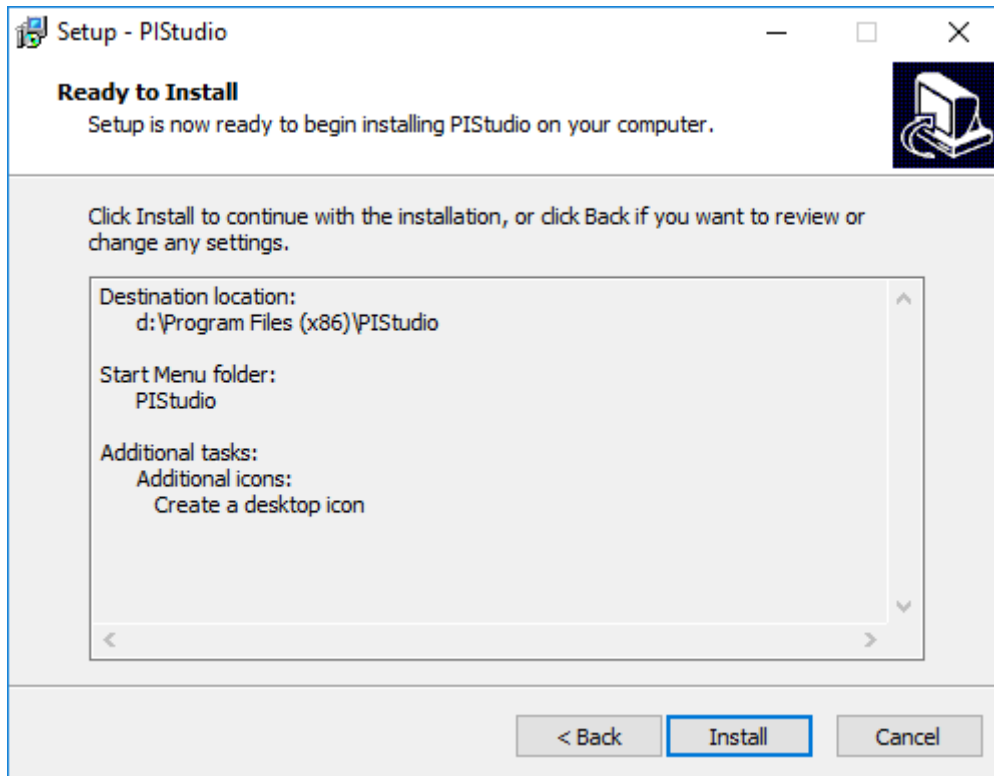 Setup - PIStudio
Ready to Install
Setup is now ready to begin installing PIStudio on your computer.
Click Install to continue with the installation, or click Back if you want to review or
change any settings.
Destination location:
d:\Program Files (x86)\PIStudio
Start Menu folder:
PIStudio
Additional tasks:
Additional icons:
Create a desktop icon
< Back
Install
Cancel